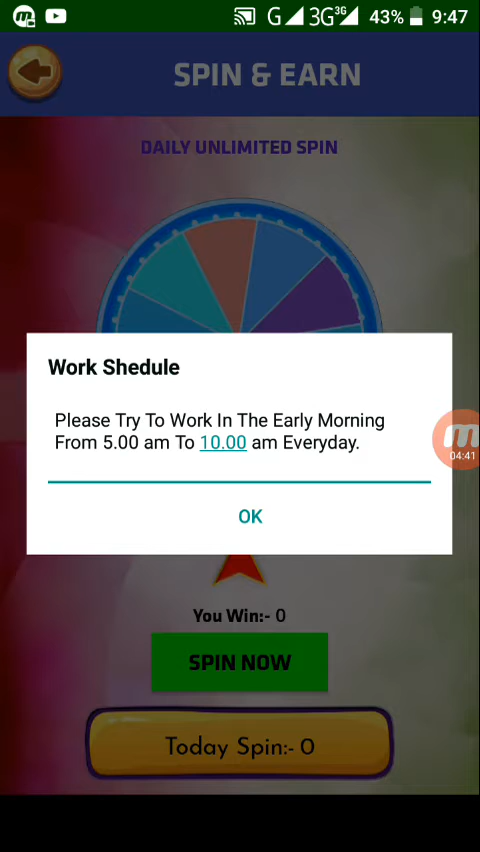 G 3G 3G 43% 9:47
SPIN & EARN
DAILY UNLIMITED SPIN
Work Shedule
Please Try To Work In The Early Morning
From 5.00 am To 10.00 am Everyday.
04:41
OK
You Win:- 0
SPIN NOW
Today Spin:- 0